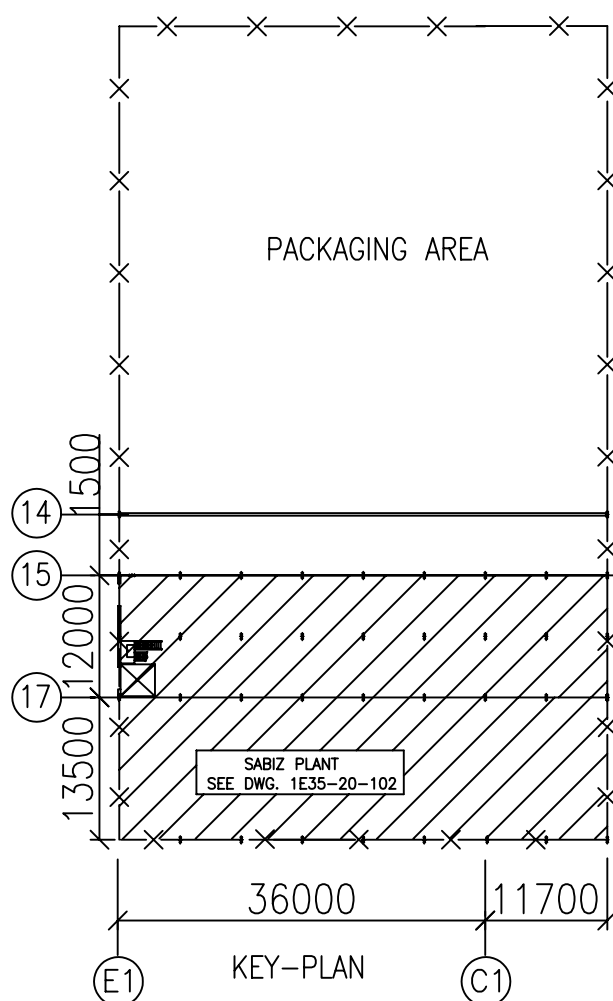 PACKAGING AREA
1500
14
15
12000
17
13500
SABIZ PLANT
SEE DWG. 1E35-20-102
36000
11700
E1
KEY-PLAN
C1